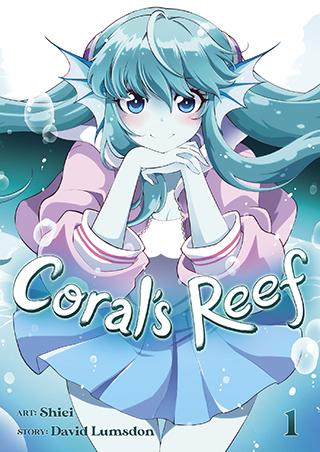 Coral's Reef
ART: Shiei
STORY: David Lumsdon
1